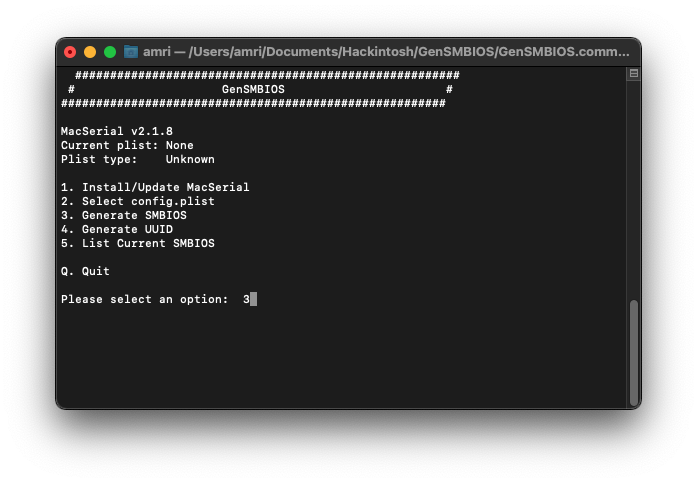 amri — /Users/amri/Documents/Hackintosh/GenSMBIOS/GenSMBIOS.comm...
#######################################################
# GenSMBIOS #
#######################################################
MacSerial v2.1.8
Current plist: None
Plist type: Unknown
1. Install/Update MacSerial
2. Select config.plist
3. Generate SMBIOS
4. Generate UUID
5. List Current SMBIOS
Q. Quit
Please select an option: 3